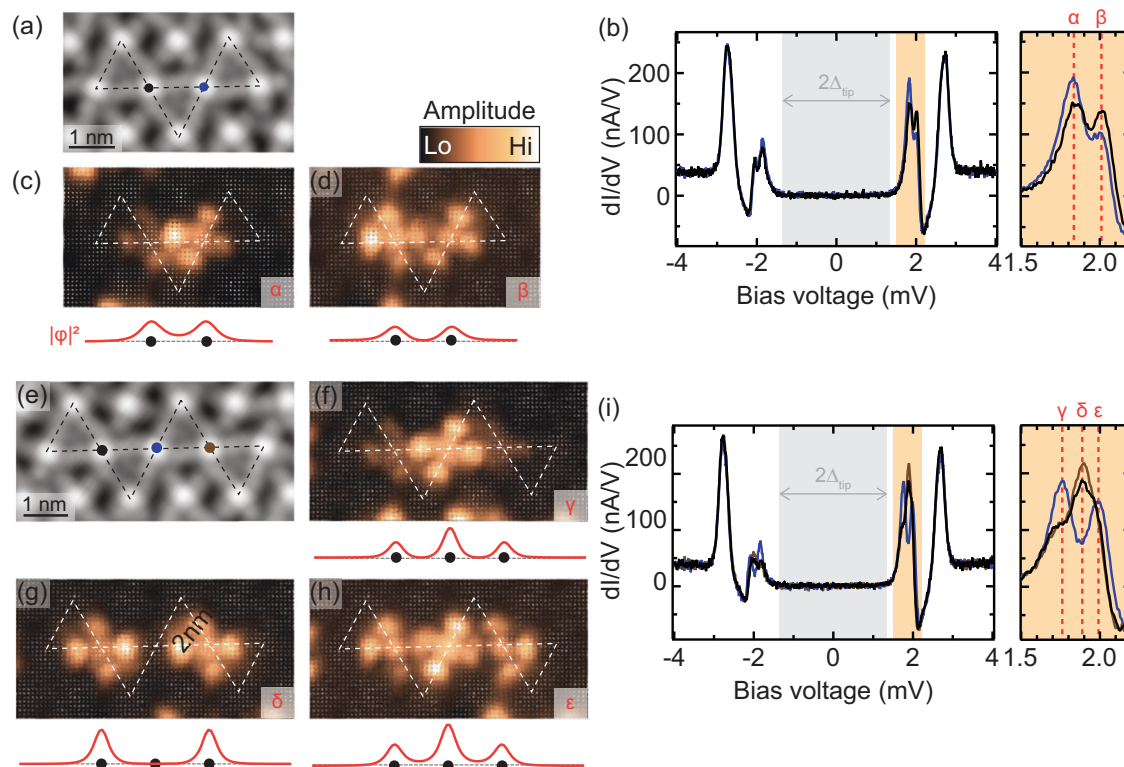 (a)
1 nm
Amplitude
Lo Hi
(b)
dI/dV (nA/V)
200
100
0
2Δtip
-4 -2 0 2 4
Bias voltage (mV)
α β
1.5 2.0
(c)
α
|φ|²
(d)
β
(e)
1 nm
(f)
γ
(g)
2nm
δ
(h)
ε
(i)
dI/dV (nA/V)
200
100
0
2Δtip
-4 -2 0 2 4
Bias voltage (mV)
γ δ ε
1.5 2.0